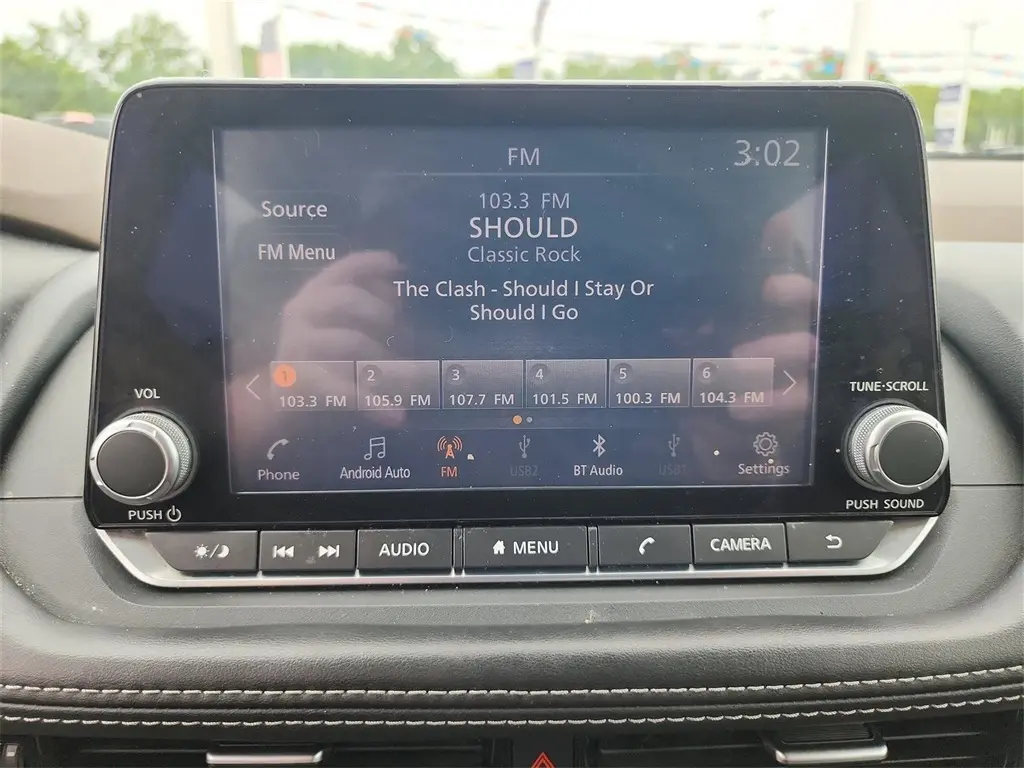 FM
3:02
Source
103.3 FM
SHOULD
FM Menu
Classic Rock
The Clash - Should I Stay Or
Should I Go
1
2
3
4
5
6
103.3 FM
105.9 FM
107.7 FM
101.5 FM
100.3 FM
104.3 FM
VOL
TUNE·SCROLL
Phone
Android Auto
FM
USB2
BT Audio
USB1
Settings
PUSH
PUSH SOUND
AUDIO
MENU
CAMERA